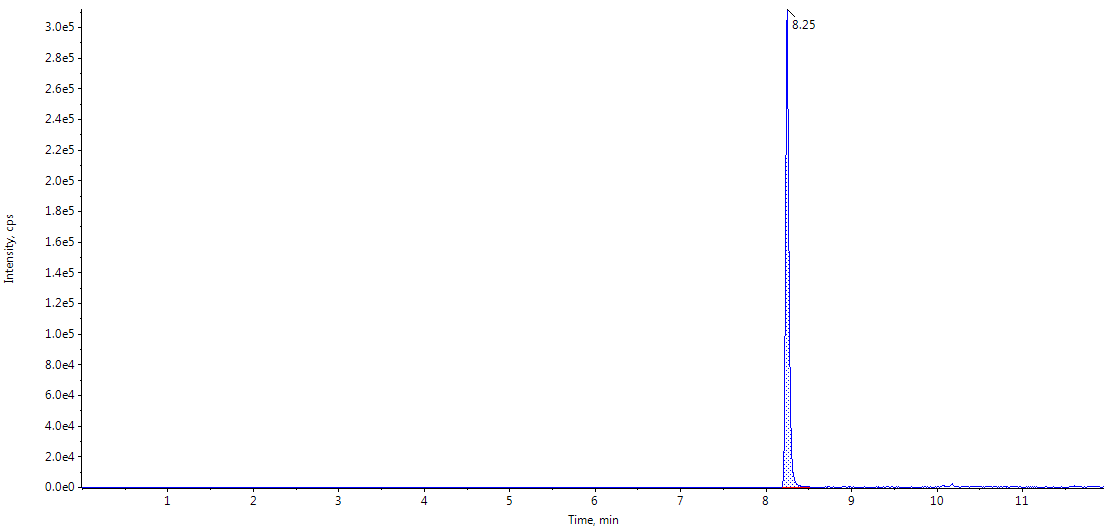 8.25
3.0e5
2.8e5
2.6e5
2.4e5
2.2e5
2.0e5
1.8e5
1.6e5
1.4e5
1.2e5
1.0e5
8.0e4
6.0e4
4.0e4
2.0e4
0.0e0
Intensity, cps
1 2 3 4 5 6 7 8 9 10 11
Time, min